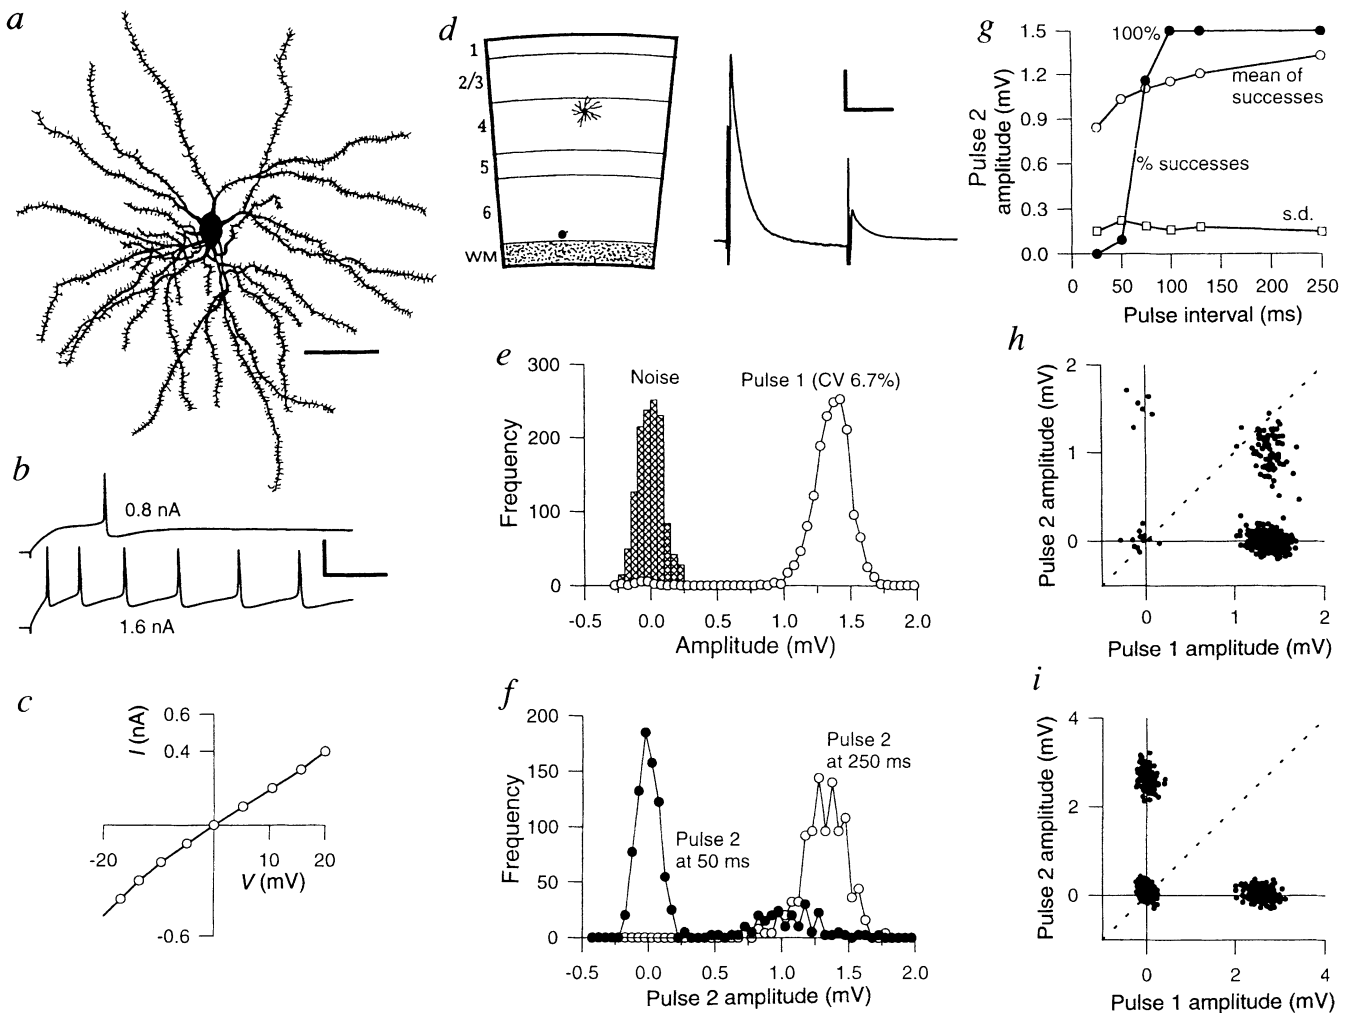 a
b
0.8 nA
1.6 nA
c
I (nA)
0.6
0.4
-20
10
20
V (mV)
-0.6
d
1
2/3
4
5
6
WM
e
Frequency
300
200
100
0
Noise
Pulse 1 (CV 6.7%)
-0.5
0.0
0.5
1.0
1.5
2.0
Amplitude (mV)
f
Frequency
200
150
100
50
0
Pulse 2
at 50 ms
Pulse 2
at 250 ms
-0.5
0.0
0.5
1.0
1.5
2.0
Pulse 2 amplitude (mV)
g
Pulse 2
amplitude (mV)
1.5
1.2
0.9
0.6
0.3
0.0
100%
mean of
successes
% successes
s.d.
0
50
100
150
200
250
Pulse interval (ms)
h
Pulse 2 amplitude (mV)
2
1
0
0
1
2
Pulse 1 amplitude (mV)
i
Pulse 2 amplitude (mV)
4
2
0
0
2
4
Pulse 1 amplitude (mV)